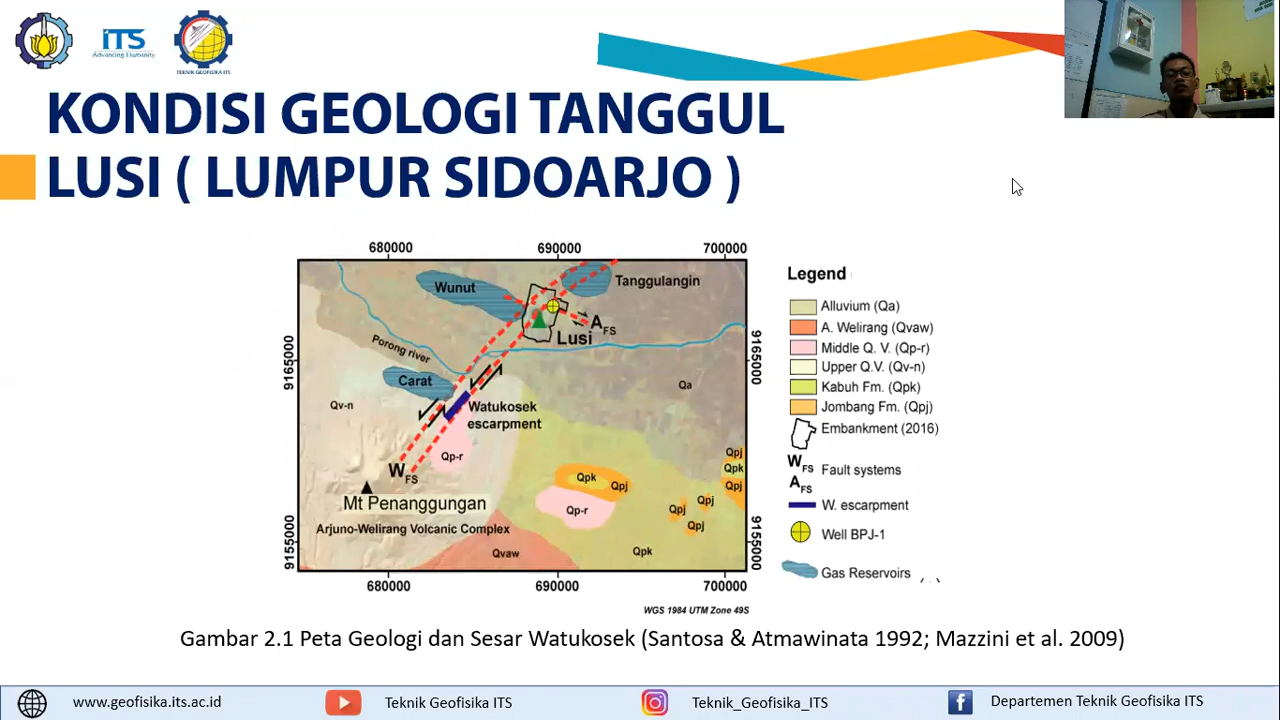 iTS
Advancing Humanity
TEKNIK GEOFISIKA ITS
KONDISI GEOLOGI TANGGUL
LUSI ( LUMPUR SIDOARJO )
680000
690000
700000
Wunut
Tanggulangin
A FS
Lusi
Porong river
9165000
9165000
Carat
Qa
Qv-n
Watukosek
escarpment
Qp-r
W FS
Qpj
Qpk
Qpj
Qpk
Qpj
Mt Penanggungan
Qp-r
Qpj
Qpj
Qpj
Arjuno-Welirang Volcanic Complex
Qvaw
Qpk
9155000
9155000
680000
690000
700000
WGS 1984 UTM Zone 49S
Legend
Alluvium (Qa)
A. Welirang (Qvaw)
Middle Q. V. (Qp-r)
Upper Q.V. (Qv-n)
Kabuh Fm. (Qpk)
Jombang Fm. (Qpj)
Embankment (2016)
W FS
A FS
Fault systems
W. escarpment
Well BPJ-1
Gas Reservoirs
Gambar 2.1 Peta Geologi dan Sesar Watukosek (Santosa & Atmawinata 1992; Mazzini et al. 2009)
www.geofisika.its.ac.id
Teknik Geofisika ITS
Teknik_Geofisika_ITS
Departemen Teknik Geofisika ITS